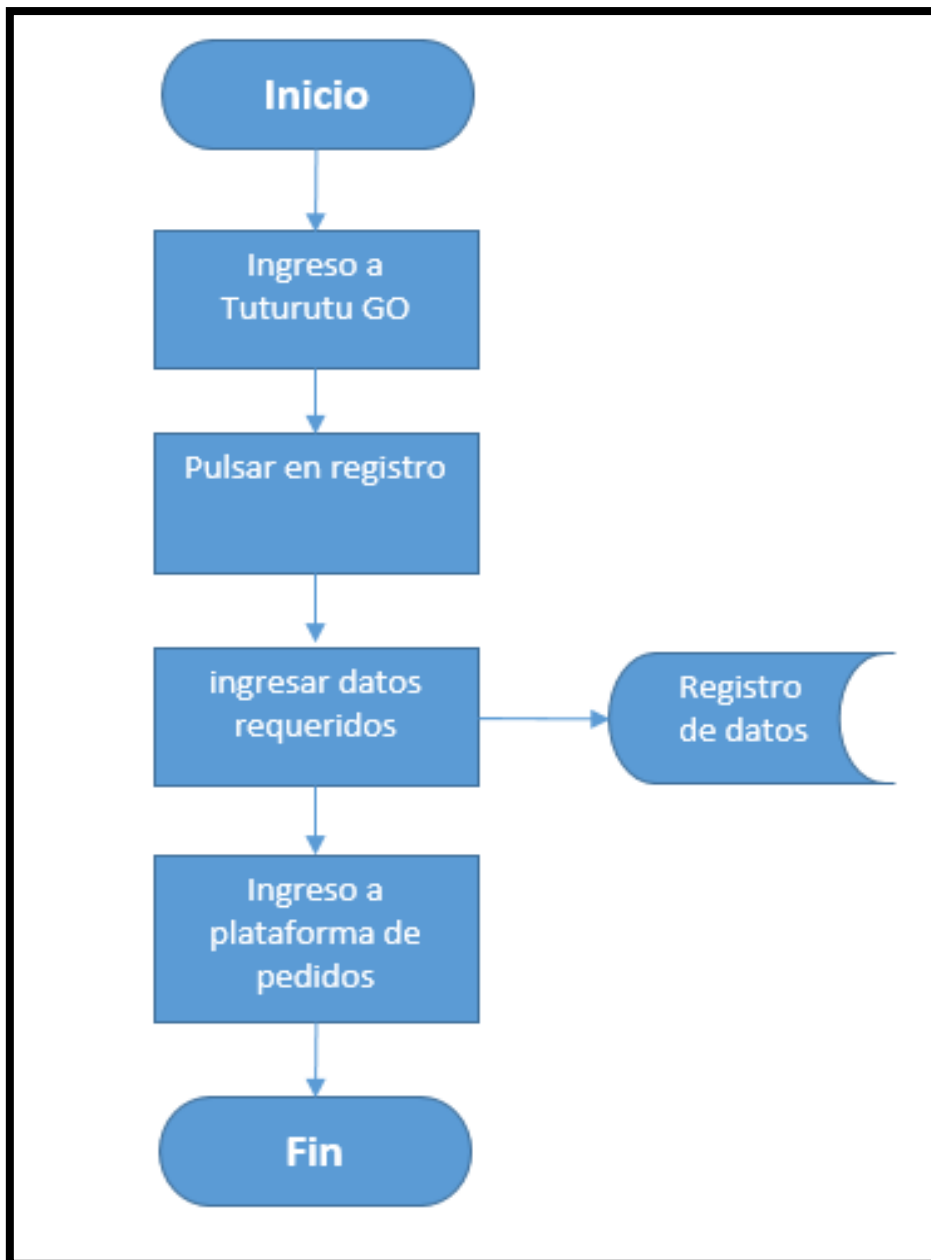 Inicio
Ingreso a
Tuturutu GO
Pulsar en registro
ingresar datos
requeridos
Registro
de datos
Ingreso a
plataforma de
pedidos
Fin